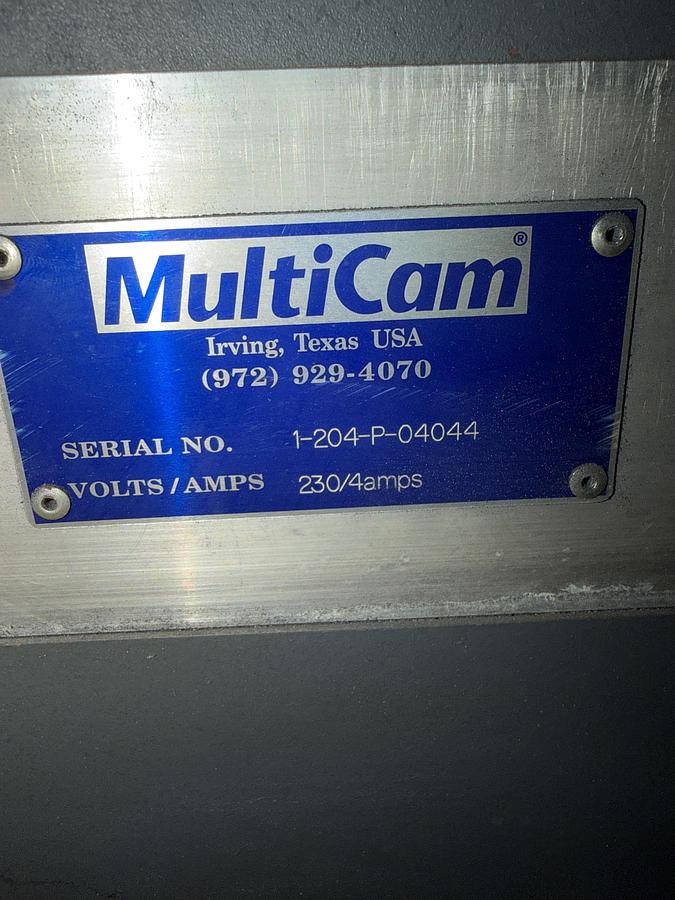 MultiCam®
Irving, Texas USA
(972) 929-4070
SERIAL NO. 1-204-P-04044
VOLTS/AMPS 230/4amps